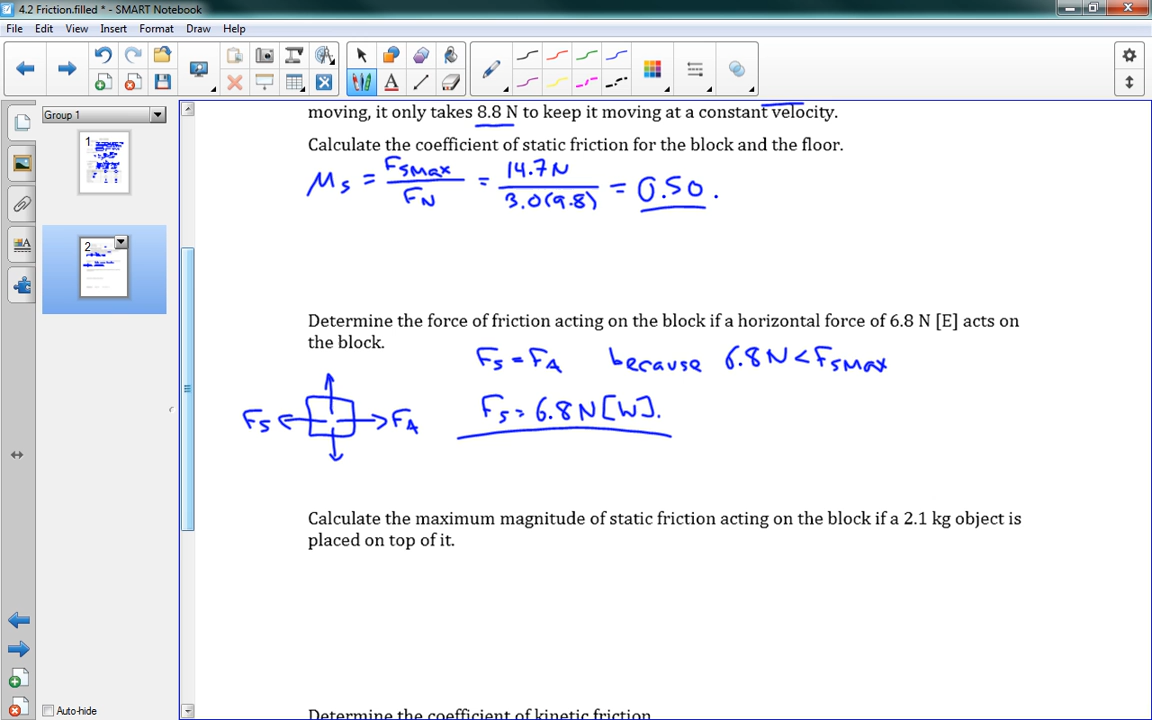 4.2 Friction.filled * - SMART Notebook
File Edit View Insert Format Draw Help
Group 1
1
2
moving, it only takes 8.8 N to keep it moving at a constant velocity.
Calculate the coefficient of static friction for the block and the floor.
μs = FsMax / FN = 14.7N / 3.0(9.8) = 0.50.
Determine the force of friction acting on the block if a horizontal force of 6.8 N [E] acts on
the block.
Fs = FA because 6.8N < FsMax
Fs FA
Fs = 6.8N [W].
Calculate the maximum magnitude of static friction acting on the block if a 2.1 kg object is
placed on top of it.
Determine the coefficient of kinetic friction.
Auto-hide